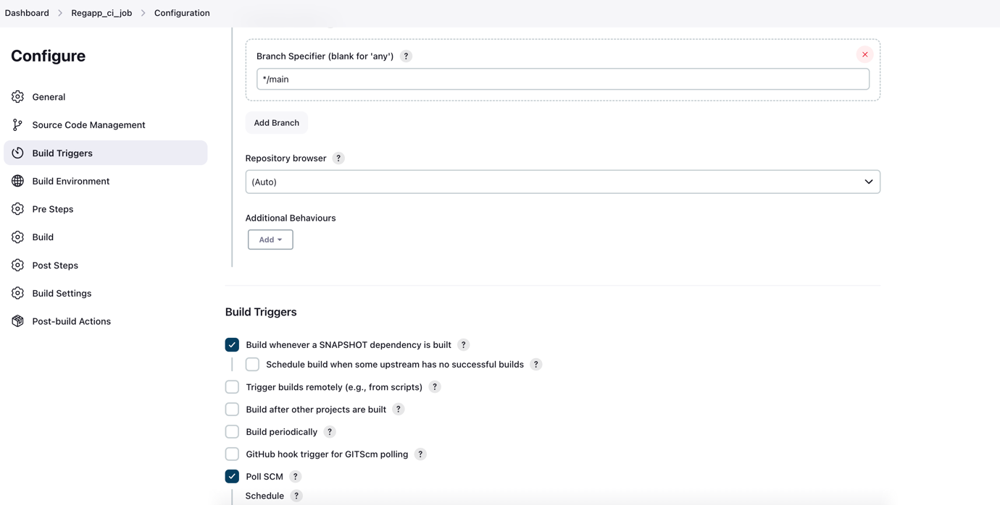 Dashboard > Regapp_ci_job > Configuration
Configure
General
Source Code Management
Build Triggers
Build Environment
Pre Steps
Build
Post Steps
Build Settings
Post-build Actions
Branch Specifier (blank for 'any') ?
*/main
Add Branch
Repository browser ?
(Auto)
Additional Behaviours
Add
Build Triggers
Build whenever a SNAPSHOT dependency is built ?
Schedule build when some upstream has no successful builds ?
Trigger builds remotely (e.g., from scripts) ?
Build after other projects are built ?
Build periodically ?
GitHub hook trigger for GITScm polling ?
Poll SCM ?
Schedule ?